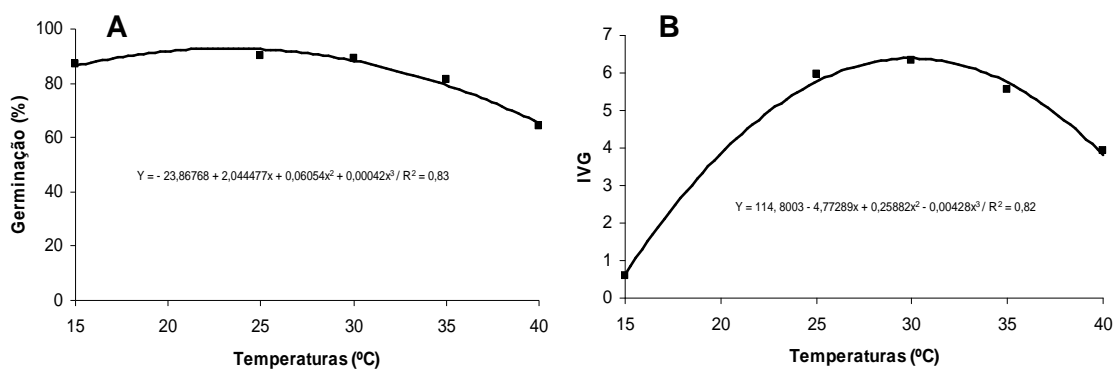 A
100
80
60
40
20
0
Germinação (%)
Y = - 23,86768 + 2,044477x + 0,06054x² + 0,00042x³ / R² = 0,83
15 20 25 30 35 40
Temperaturas (ºC)
B
7
6
5
4
3
2
1
0
IVG
Y = 114, 8003 - 4,77289x + 0,25882x² - 0,00428x³ / R² = 0,82
15 20 25 30 35 40
Temperaturas (ºC)